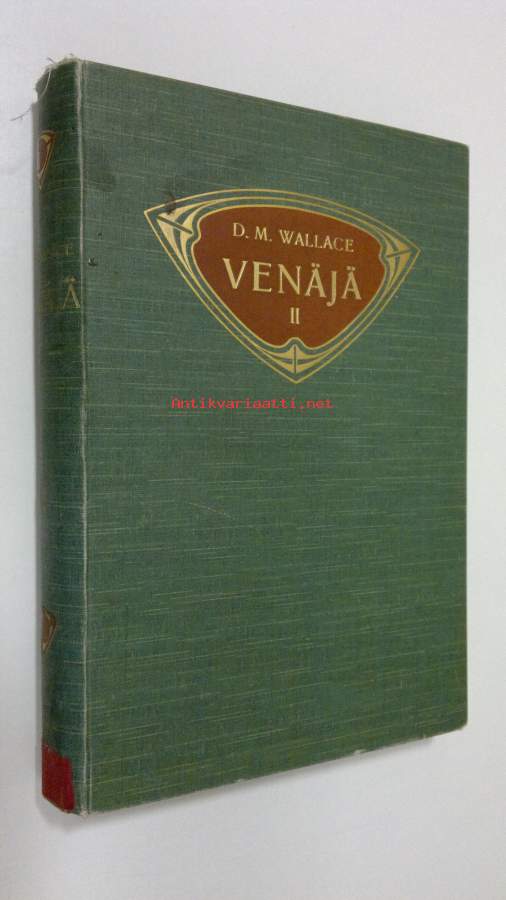 D. M. WALLACE
VENÄJÄ
II
Antikvariaatti.net